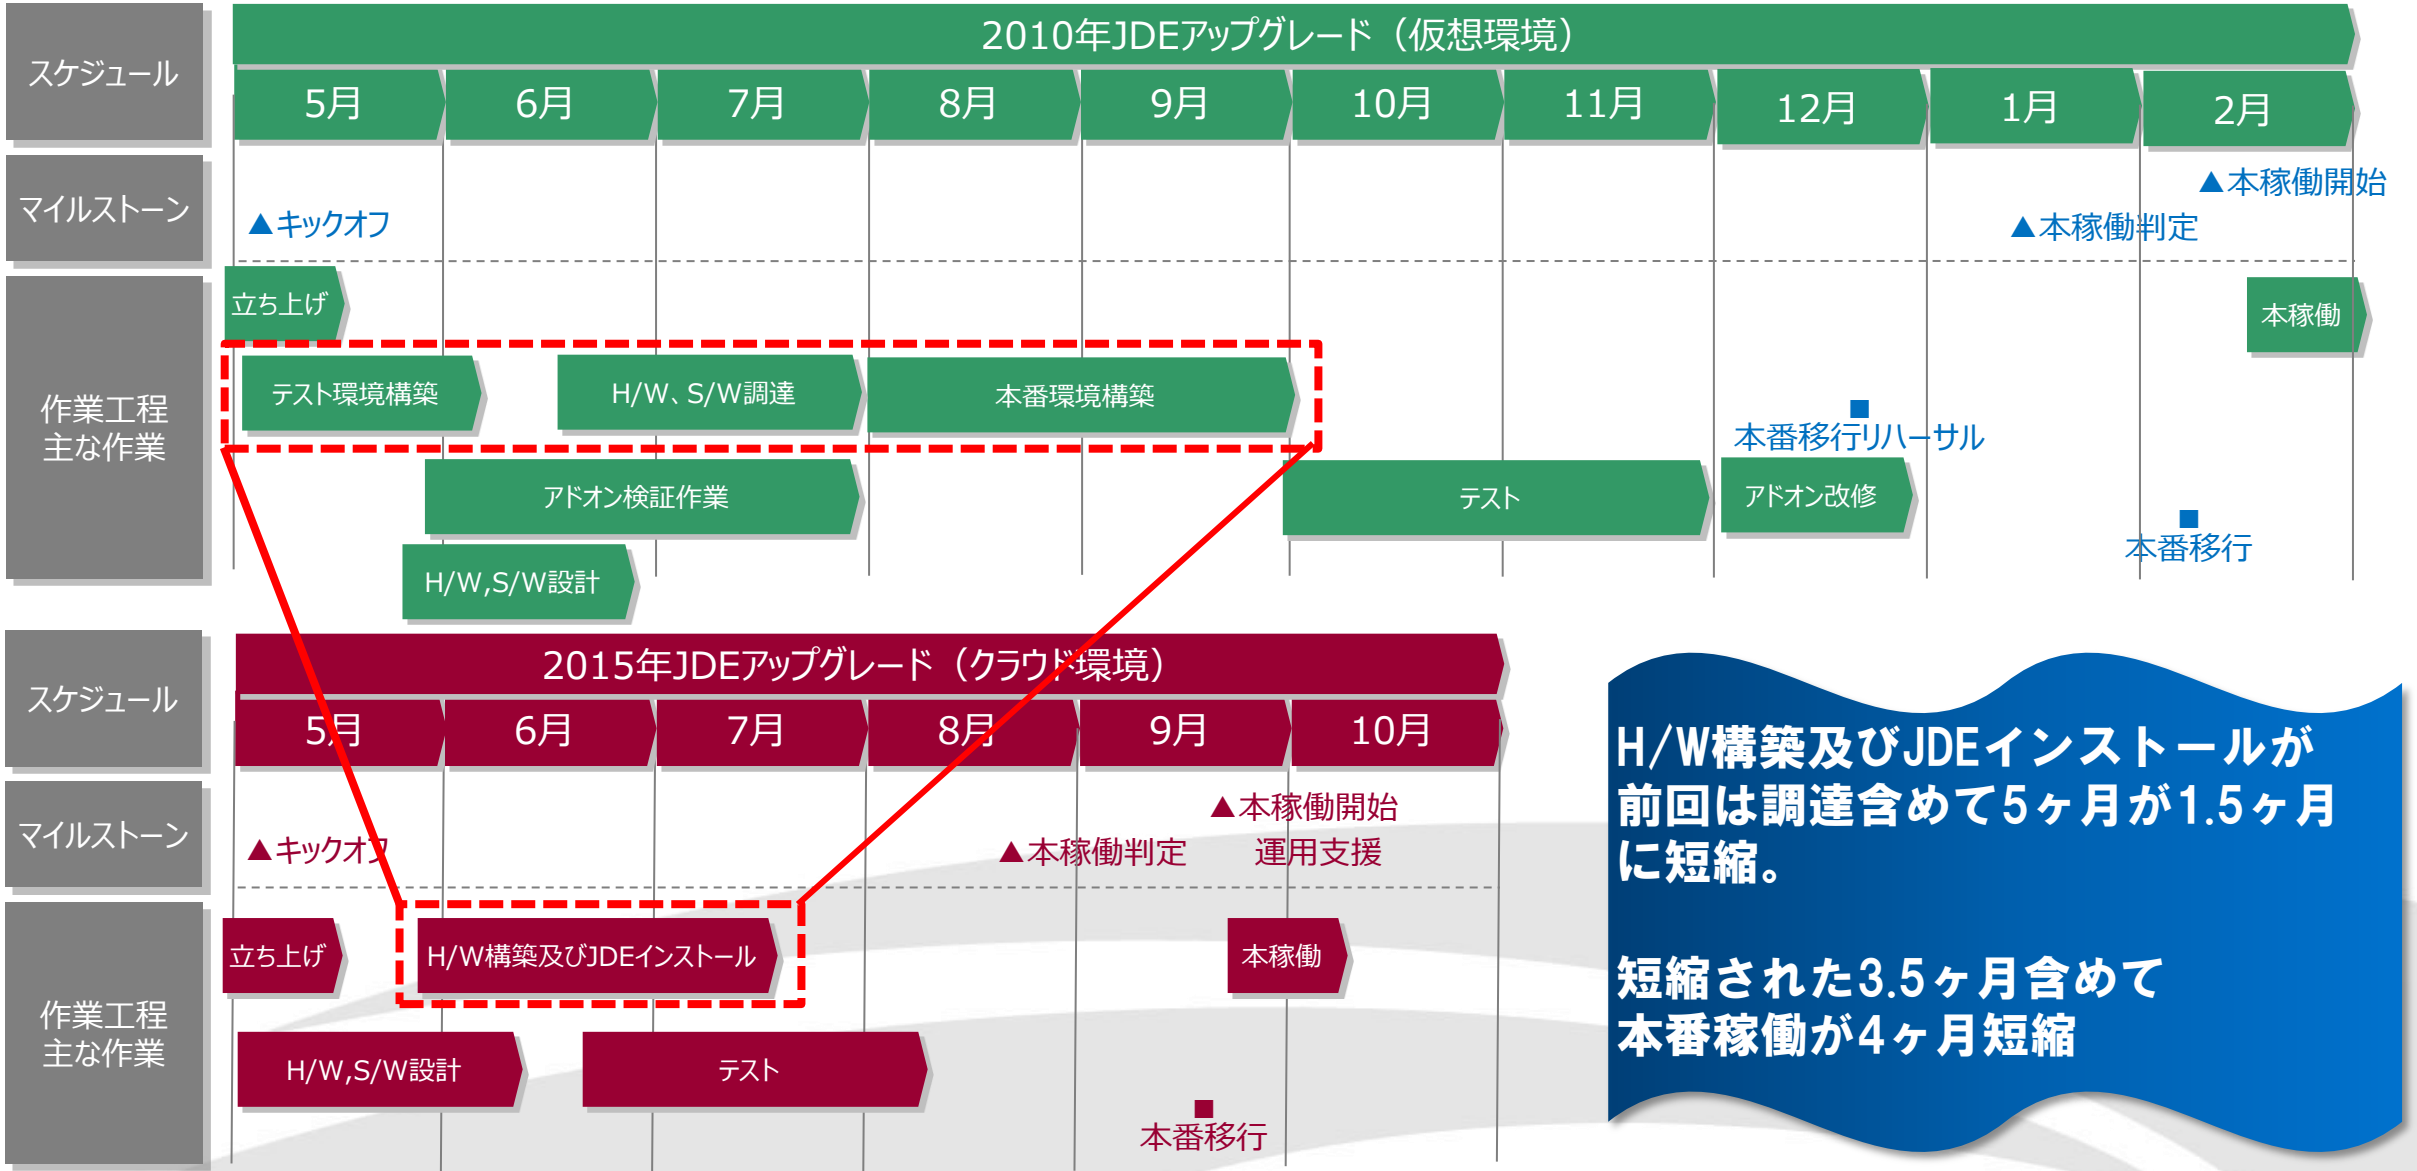 スケジュール
2010年JDEアップグレード（仮想環境）
5月 6月 7月 8月 9月 10月 11月 12月 1月 2月
マイルストーン
▲本稼働開始
▲キックオフ
▲本稼働判定
作業工程
主な作業
立ち上げ
本稼働
テスト環境構築
H/W、S/W調達
本番環境構築
■
本番移行リハーサル
アドオン検証作業
テスト
アドオン改修
■
本番移行
H/W,S/W設計
スケジュール
2015年JDEアップグレード（クラウド環境）
5月 6月 7月 8月 9月 10月
マイルストーン
▲本稼働開始
運用支援
▲キックオフ
▲本稼働判定
作業工程
主な作業
立ち上げ
H/W構築及びJDEインストール
本稼働
H/W,S/W設計
テスト
■
本番移行
H/W構築及びJDEインストールが
前回は調達含めて5ヶ月が1.5ヶ月
に短縮。
短縮された3.5ヶ月含めて
本番稼働が4ヶ月短縮